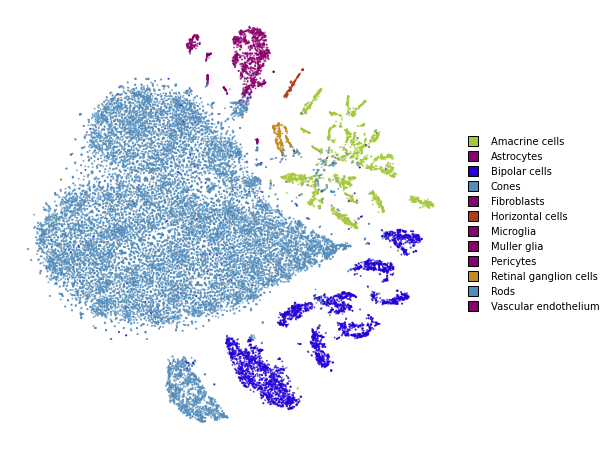 Amacrine cells
Astrocytes
Bipolar cells
Cones
Fibroblasts
Horizontal cells
Microglia
Muller glia
Pericytes
Retinal ganglion cells
Rods
Vascular endothelium